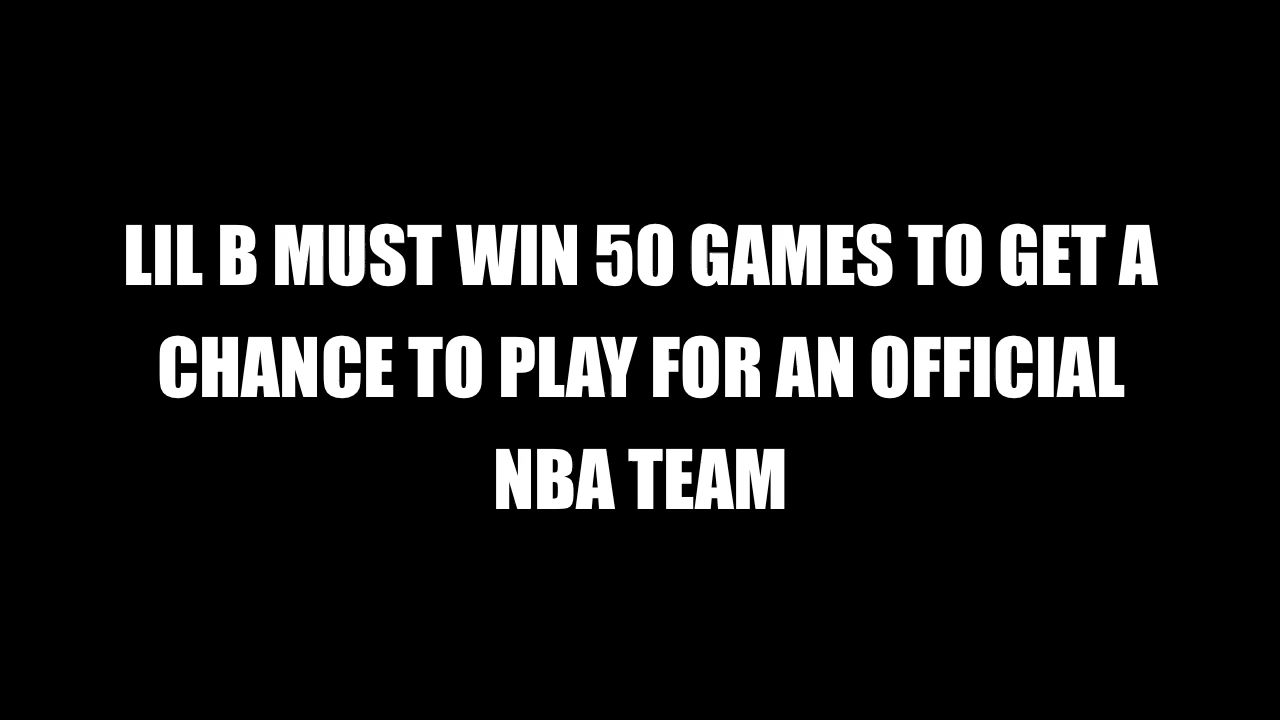 LIL B MUST WIN 50 GAMES TO GET A
CHANCE TO PLAY FOR AN OFFICIAL
NBA TEAM